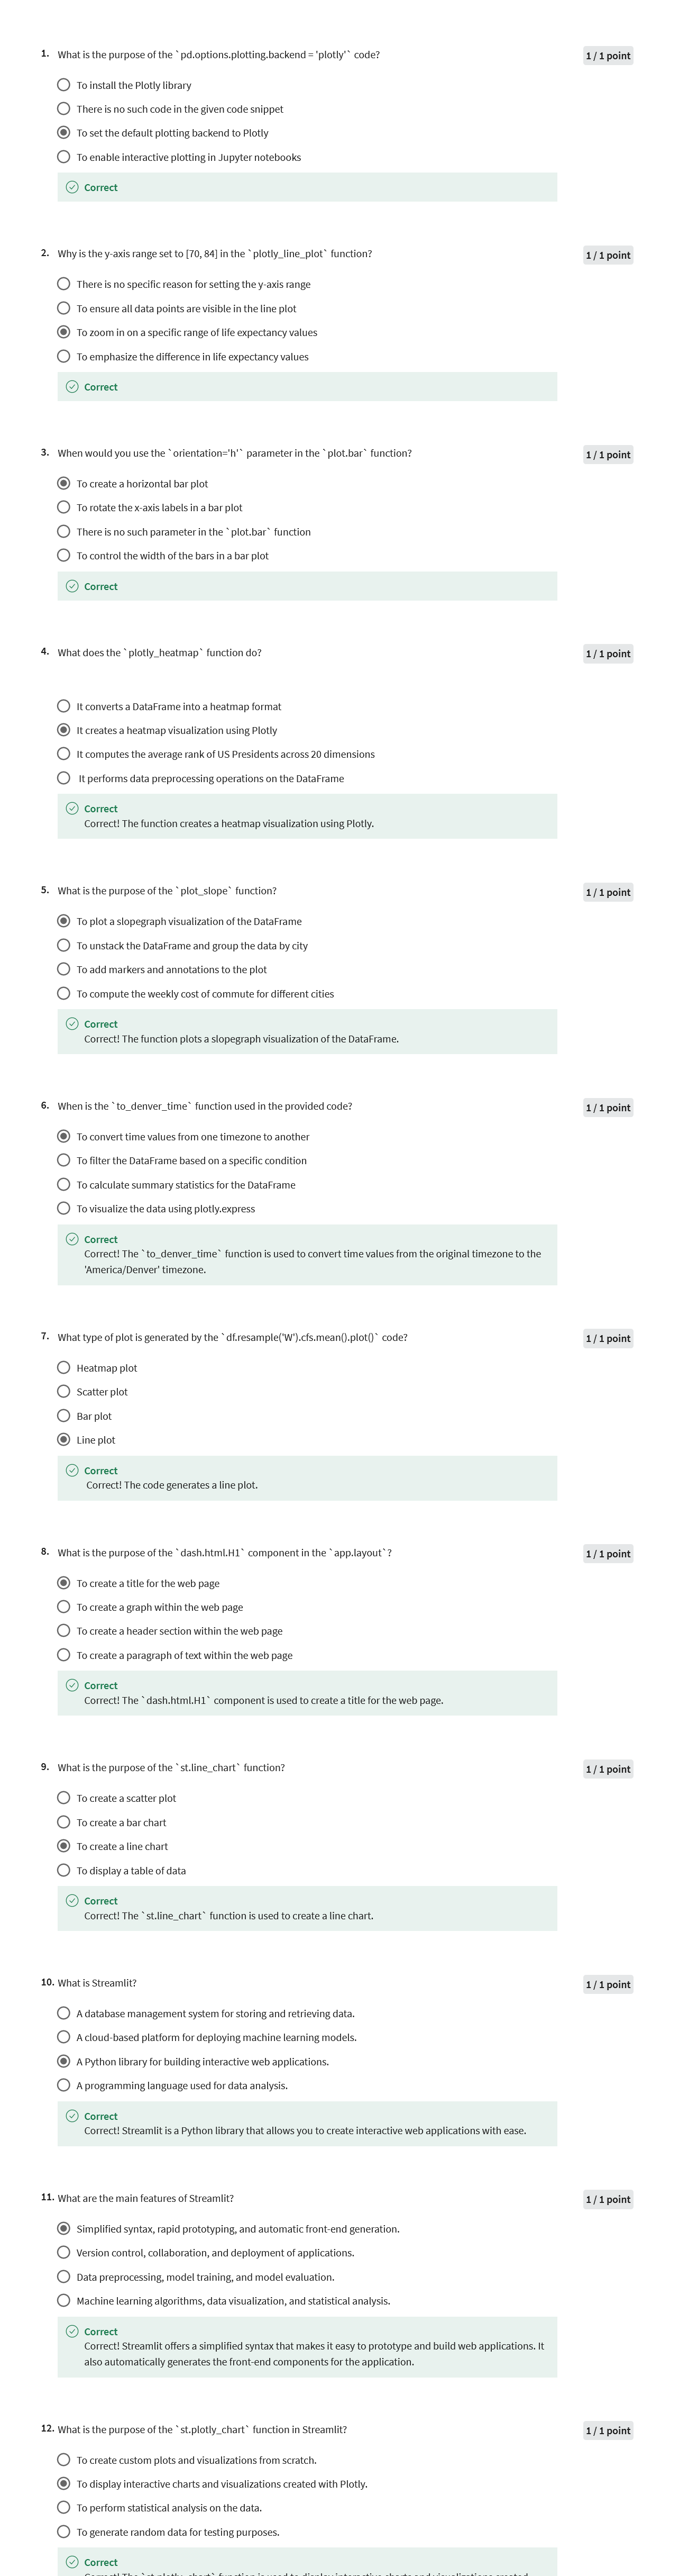 1. What is the purpose of the `pd.options.plotting.backend = 'plotly'` code?
1 / 1 point
To install the Plotly library
There is no such code in the given code snippet
To set the default plotting backend to Plotly
To enable interactive plotting in Jupyter notebooks
Correct
2. Why is the y-axis range set to [70, 84] in the `plotly_line_plot` function?
1 / 1 point
There is no specific reason for setting the y-axis range
To ensure all data points are visible in the line plot
To zoom in on a specific range of life expectancy values
To emphasize the difference in life expectancy values
Correct
3. When would you use the `orientation='h'` parameter in the `plot.bar` function?
1 / 1 point
To create a horizontal bar plot
To rotate the x-axis labels in a bar plot
There is no such parameter in the `plot.bar` function
To control the width of the bars in a bar plot
Correct
4. What does the `plotly_heatmap` function do?
1 / 1 point
It converts a DataFrame into a heatmap format
It creates a heatmap visualization using Plotly
It computes the average rank of US Presidents across 20 dimensions
It performs data preprocessing operations on the DataFrame
Correct
Correct! The function creates a heatmap visualization using Plotly.
5. What is the purpose of the `plot_slope` function?
1 / 1 point
To plot a slopegraph visualization of the DataFrame
To unstack the DataFrame and group the data by city
To add markers and annotations to the plot
To compute the weekly cost of commute for different cities
Correct
Correct! The function plots a slopegraph visualization of the DataFrame.
6. When is the `to_denver_time` function used in the provided code?
1 / 1 point
To convert time values from one timezone to another
To filter the DataFrame based on a specific condition
To calculate summary statistics for the DataFrame
To visualize the data using plotly.express
Correct
Correct! The `to_denver_time` function is used to convert time values from the original timezone to the
'America/Denver' timezone.
7. What type of plot is generated by the `df.resample('W').cfs.mean().plot()` code?
1 / 1 point
Heatmap plot
Scatter plot
Bar plot
Line plot
Correct
Correct! The code generates a line plot.
8. What is the purpose of the `dash.html.H1` component in the `app.layout`?
1 / 1 point
To create a title for the web page
To create a graph within the web page
To create a header section within the web page
To create a paragraph of text within the web page
Correct
Correct! The `dash.html.H1` component is used to create a title for the web page.
9. What is the purpose of the `st.line_chart` function?
1 / 1 point
To create a scatter plot
To create a bar chart
To create a line chart
To display a table of data
Correct
Correct! The `st.line_chart` function is used to create a line chart.
10. What is Streamlit?
1 / 1 point
A database management system for storing and retrieving data.
A cloud-based platform for deploying machine learning models.
A Python library for building interactive web applications.
A programming language used for data analysis.
Correct
Correct! Streamlit is a Python library that allows you to create interactive web applications with ease.
11. What are the main features of Streamlit?
1 / 1 point
Simplified syntax, rapid prototyping, and automatic front-end generation.
Version control, collaboration, and deployment of applications.
Data preprocessing, model training, and model evaluation.
Machine learning algorithms, data visualization, and statistical analysis.
Correct
Correct! Streamlit offers a simplified syntax that makes it easy to prototype and build web applications. It
also automatically generates the front-end components for the application.
12. What is the purpose of the `st.plotly_chart` function in Streamlit?
1 / 1 point
To create custom plots and visualizations from scratch.
To display interactive charts and visualizations created with Plotly.
To perform statistical analysis on the data.
To generate random data for testing purposes.
Correct